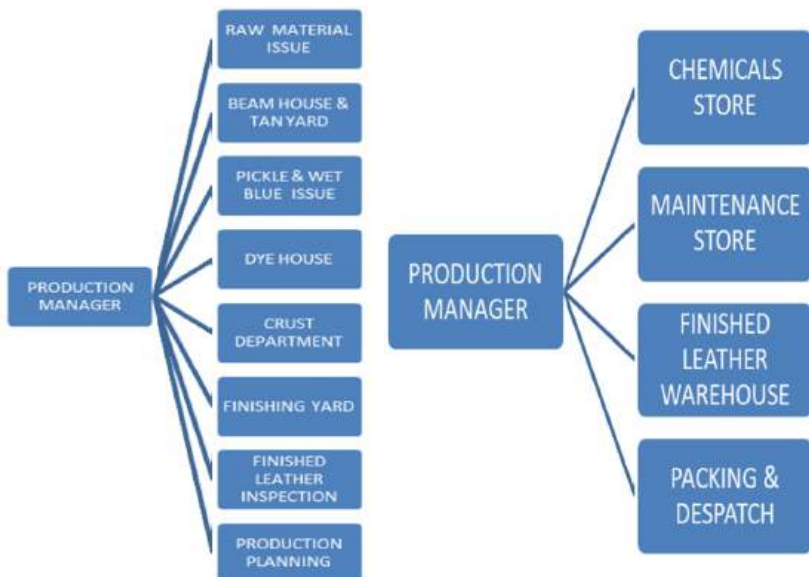 RAW MATERIAL
ISSUE
BEAM HOUSE &
TAN YARD
PICKLE & WET
BLUE ISSUE
DYE HOUSE
PRODUCTION
MANAGER
CRUST
DEPARTMENT
FINISHING YARD
FINISHED
LEATHER
INSPECTION
PRODUCTION
PLANNING
CHEMICALS
STORE
MAINTENANCE
STORE
PRODUCTION
MANAGER
FINISHED
LEATHER
WAREHOUSE
PACKING &
DESPATCH